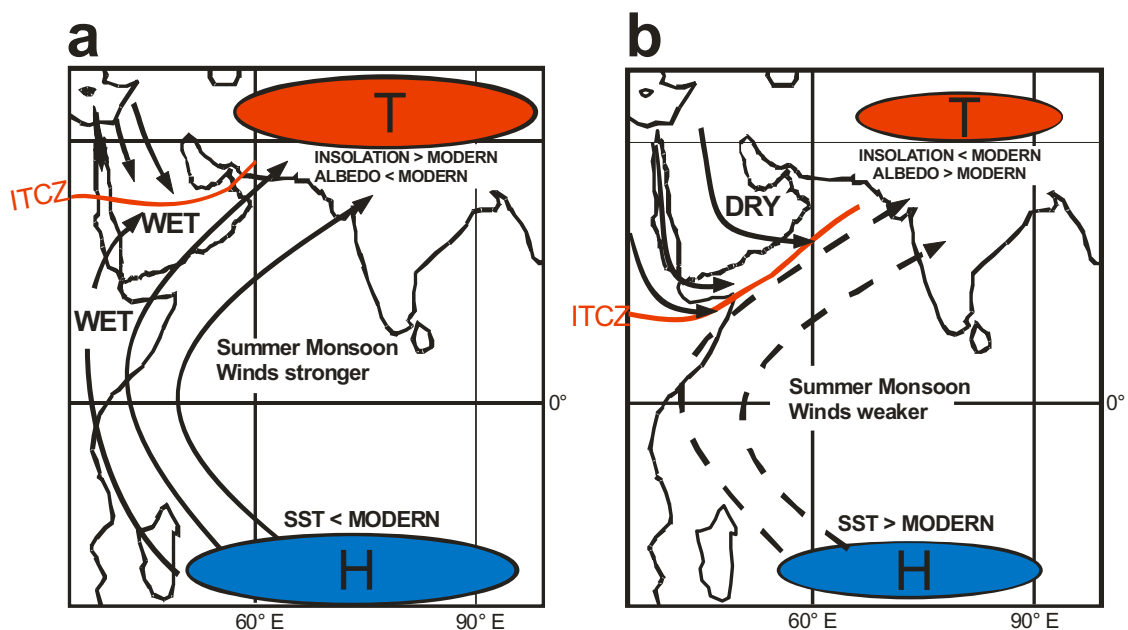 a
T
INSOLATION > MODERN
ALBEDO < MODERN
ITCZ
WET
WET
Summer Monsoon
Winds stronger
0°
SST < MODERN
H
60° E
90° E
b
T
INSOLATION < MODERN
ALBEDO > MODERN
DRY
ITCZ
Summer Monsoon
Winds weaker
0°
SST > MODERN
H
60° E
90° E